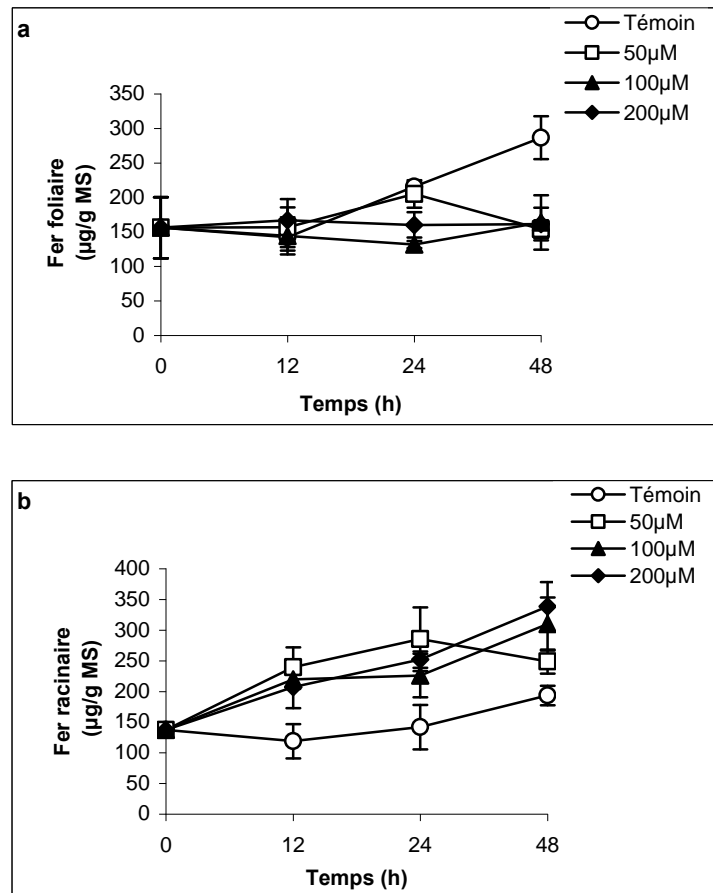 a
Témoin
50µM
100µM
200µM
350
300
250
200
150
100
50
0
Fer foliaire
(µg/g MS)
0 12 24 48
Temps (h)
b
Témoin
50µM
100µM
200µM
400
350
300
250
200
150
100
50
0
Fer racinaire
(µg/g MS)
0 12 24 48
Temps (h)